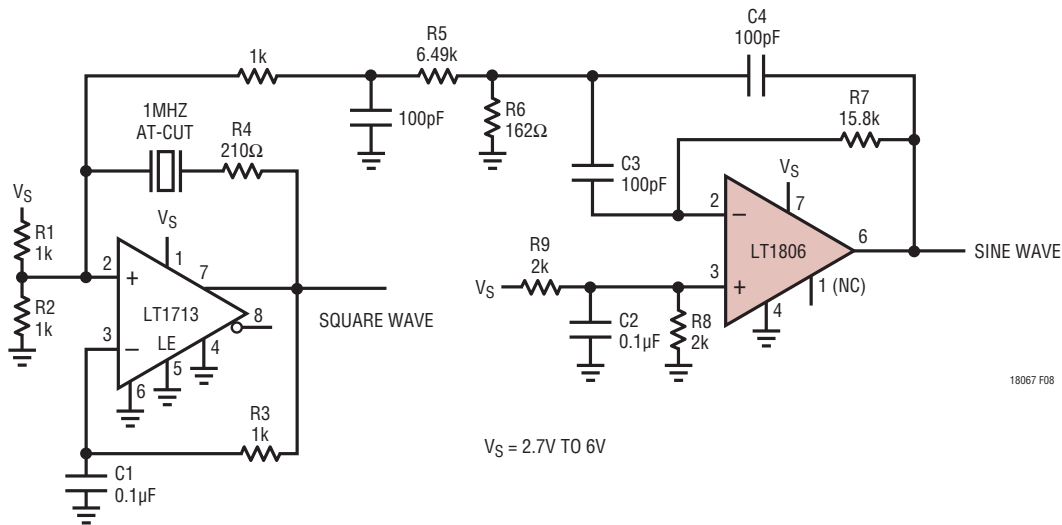 C4
100pF
R5
6.49k
1k
R7
15.8k
100pF
R6
162Ω
1MHZ
AT-CUT
R4
210Ω
C3
100pF
VS
VS
R1
1k
VS
1
2
+
7
2
–
7
6
SINE WAVE
LT1806
R9
2k
3
+
1 (NC)
VS
4
R2
1k
LT1713
8
SQUARE WAVE
3
–
LE
4
5
6
C2
0.1µF
R8
2k
18067 F08
R3
1k
VS = 2.7V TO 6V
C1
0.1µF